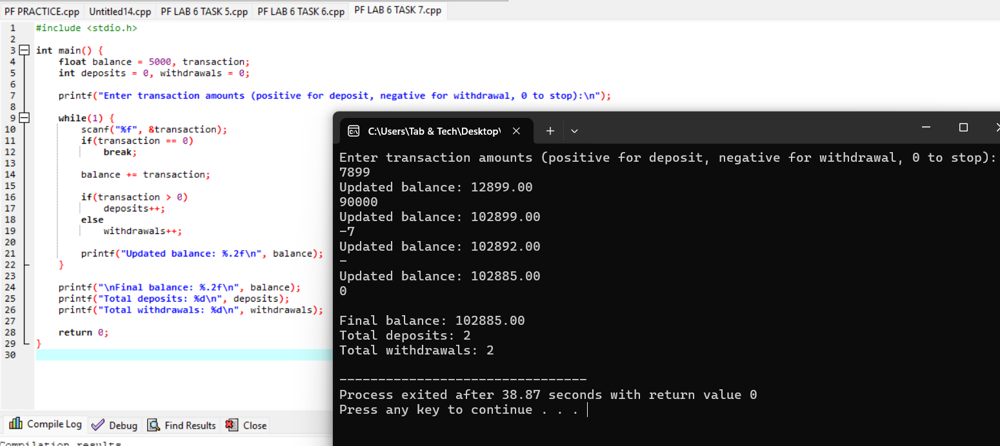 PF PRACTICE.cpp Untitled14.cpp PF LAB 6 TASK 5.cpp PF LAB 6 TASK 6.cpp PF LAB 6 TASK 7.cpp
1 #include <stdio.h>
2
3 int main() {
4 float balance = 5000, transaction;
5 int deposits = 0, withdrawals = 0;
6
7 printf("Enter transaction amounts (positive for deposit, negative for withdrawal, 0 to stop):\n");
8
9 while(1) {
10 scanf("%f", &transaction);
11 if(transaction == 0)
12 break;
13
14 balance += transaction;
15
16 if(transaction > 0)
17 deposits++;
18 else
19 withdrawals++;
20
21 printf("Updated balance: %.2f\n", balance);
22 }
23
24 printf("\nFinal balance: %.2f\n", balance);
25 printf("Total deposits: %d\n", deposits);
26 printf("Total withdrawals: %d\n", withdrawals);
27
28 return 0;
29 }
30
Compile Log Debug Find Results Close
Compilation results
C:\Users\Tab & Tech\Desktop\
Enter transaction amounts (positive for deposit, negative for withdrawal, 0 to stop):
7899
Updated balance: 12899.00
90000
Updated balance: 102899.00
-7
Updated balance: 102892.00
-
Updated balance: 102885.00
0
Final balance: 102885.00
Total deposits: 2
Total withdrawals: 2
--------------------------------
Process exited after 38.87 seconds with return value 0
Press any key to continue . . .